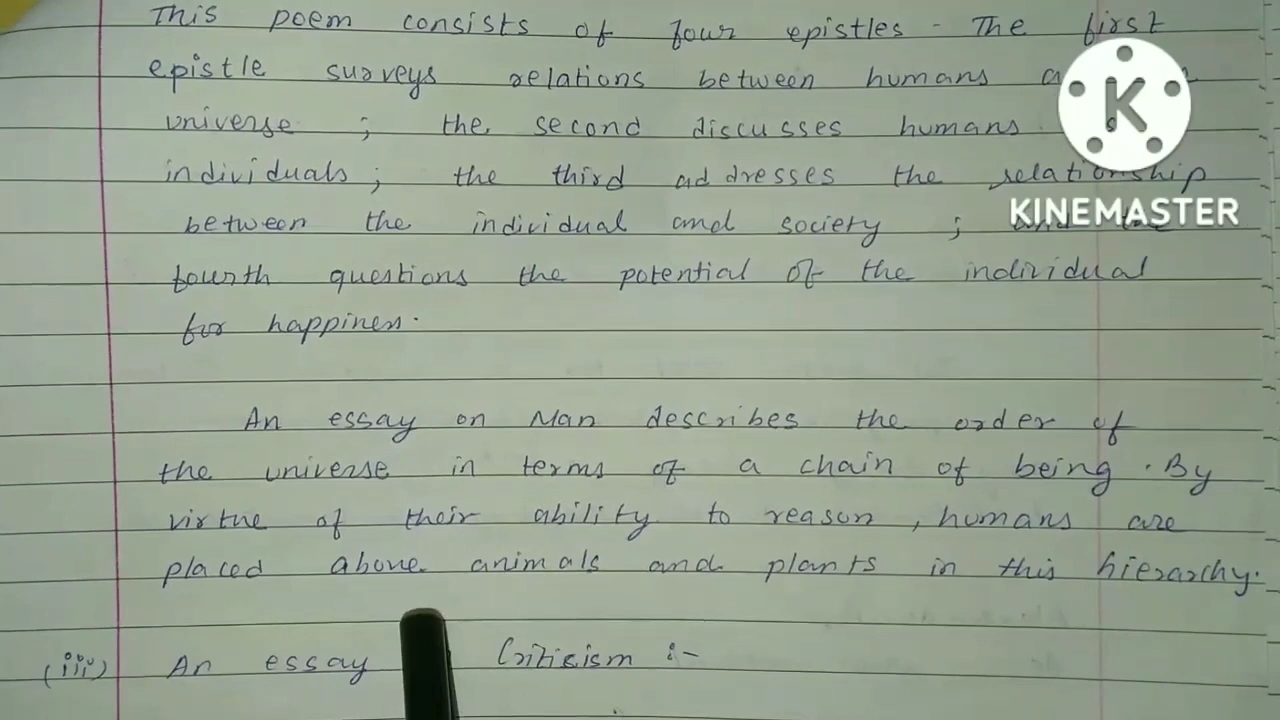 This poem consists of four epistles - The first
epistle surveys relations between humans
universe ; the second discusses humans
individuals ; the third addresses the relationship
between the individual and society ;
fourth questions the potential of the individual
for happiness.
An essay on Man describes the order of
the universe in terms of a chain of being . By
virtue of their ability to reason , humans are
placed above animals and plants in this hierarchy.
(iii) An essay Criticism :-
K
KINEMASTER